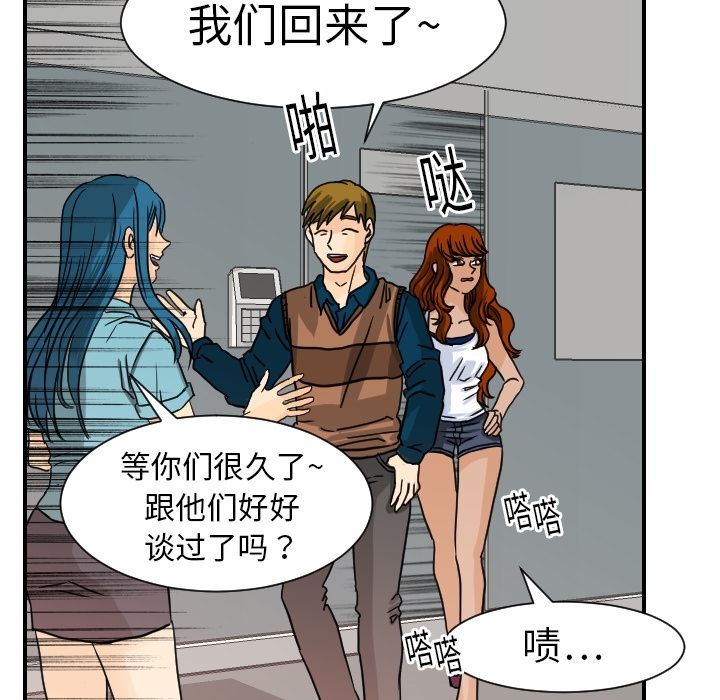 我们回来了~
啪
哒
等你们很久了~
跟他们好好
谈过了吗？
嗒嗒
嗒嗒
啧...